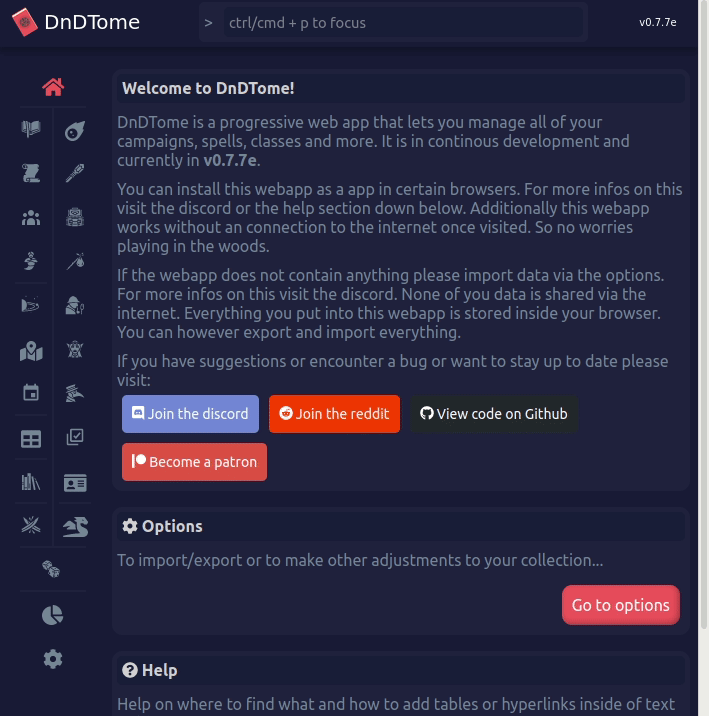 DnDTome
> ctrl/cmd + p to focus
v0.7.7e
Welcome to DnDTome!
DnDTome is a progressive web app that lets you manage all of your
campaigns, spells, classes and more. It is in continous development and
currently in v0.7.7e.
You can install this webapp as a app in certain browsers. For more infos on this
visit the discord or the help section down below. Additionally this webapp
works without an connection to the internet once visited. So no worries
playing in the woods.
If the webapp does not contain anything please import data via the options.
For more infos on this visit the discord. None of you data is shared via the
internet. Everything you put into this webapp is stored inside your browser.
You can however export and import everything.
If you have suggestions or encounter a bug or want to stay up to date please
visit:
Join the discord
Join the reddit
View code on Github
Become a patron
Options
To import/export or to make other adjustments to your collection...
Go to options
Help
Help on where to find what and how to add tables or hyperlinks inside of text